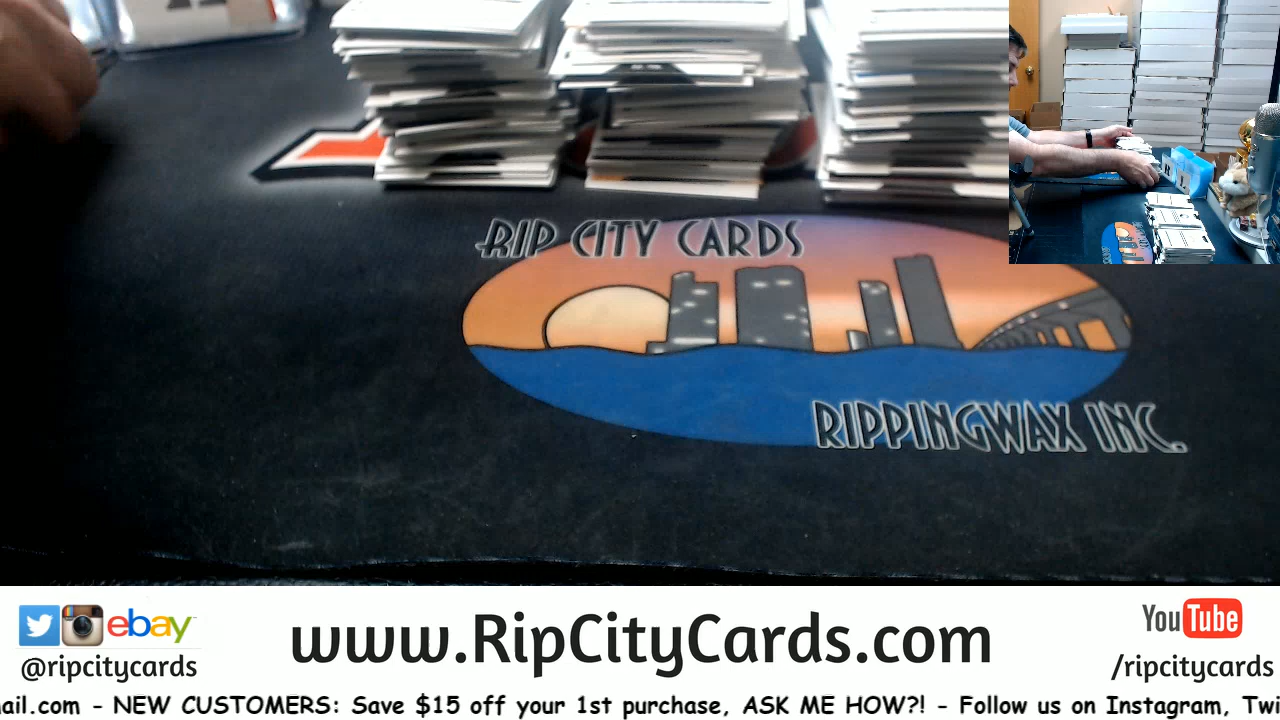 RIP CITY CARDS
RIPPINGWAX INC.
ebay
@ripcitycards
www.RipCityCards.com
YouTube
/ripcitycards
ail.com - NEW CUSTOMERS: Save $15 off your 1st purchase, ASK ME HOW?! - Follow us on Instagram, Twi